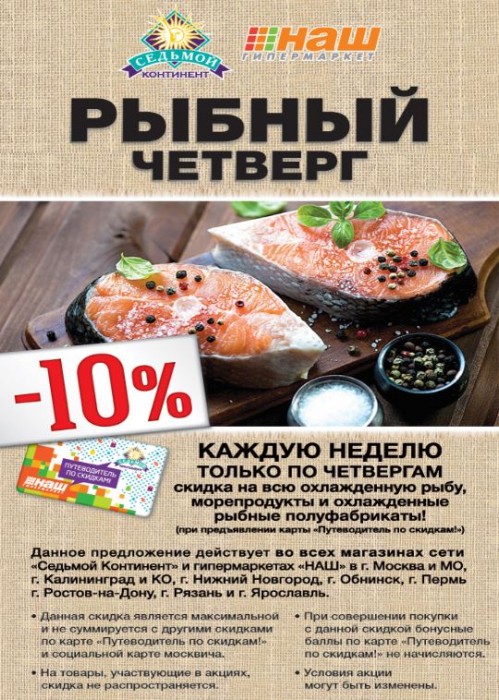 СЕДЬМОЙ
КОНТИНЕНТ
НАШ
ГИПЕРМАРКЕТ
РЫБНЫЙ
ЧЕТВЕРГ
-10%
ПУТЕВОДИТЕЛЬ
ПО СКИДКАМ!
НАШ
КАЖДУЮ НЕДЕЛЮ
ТОЛЬКО ПО ЧЕТВЕРГАМ
скидка на всю охлажденную рыбу,
морепродукты и охлажденные
рыбные полуфабрикаты!
(при предъявлении карты «Путеводитель по скидкам!»)
Данное предложение действует во всех магазинах сети
«Седьмой Континент» и гипермаркетах «НАШ» в г. Москва и МО,
г. Калининград и КО, г. Нижний Новгород, г. Обнинск, г. Пермь
г. Ростов-на-Дону, г. Рязань и г. Ярославль.
• Данная скидка является максимальной
и не суммируется с другими скидками
по карте «Путеводитель по скидкам!»
и социальной карте москвича.
• На товары, участвующие в акциях,
скидка не распространяется.
• При совершении покупки
с данной скидкой бонусные
баллы по карте «Путеводитель
по скидкам!» не начисляются.
• Условия акции
могут быть изменены.